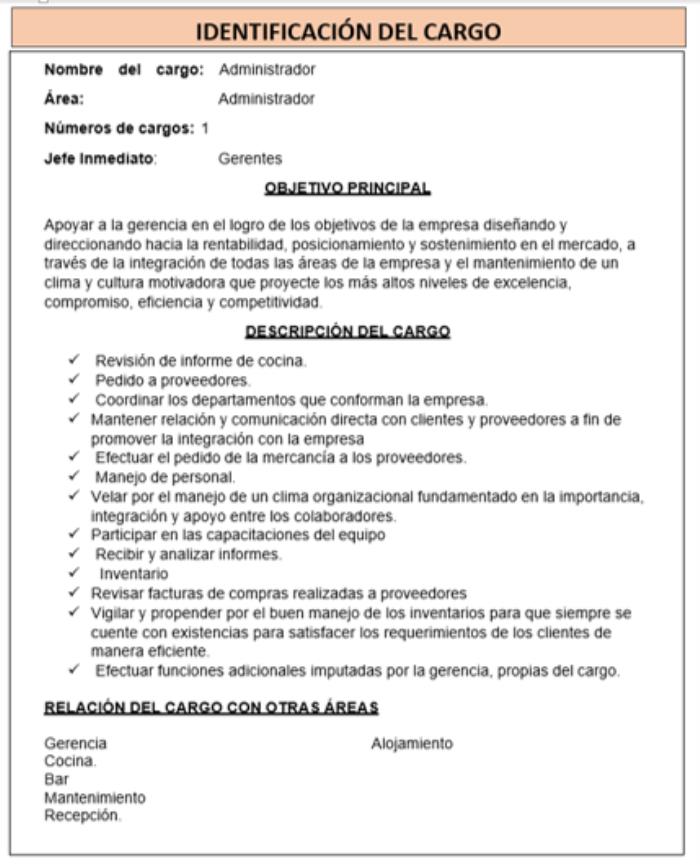 IDENTIFICACIÓN DEL CARGO
Nombre del cargo: Administrador
Área: Administrador
Números de cargos: 1
Jefe Inmediato: Gerentes
OBJETIVO PRINCIPAL
Apoyar a la gerencia en el logro de los objetivos de la empresa diseñando y
direccionando hacia la rentabilidad, posicionamiento y sostenimiento en el mercado, a
través de la integración de todas las áreas de la empresa y el mantenimiento de un
clima y cultura motivadora que proyecte los más altos niveles de excelencia,
compromiso, eficiencia y competitividad.
DESCRIPCIÓN DEL CARGO
✓ Revisión de informe de cocina.
✓ Pedido a proveedores.
✓ Coordinar los departamentos que conforman la empresa.
✓ Mantener relación y comunicación directa con clientes y proveedores a fin de
promover la integración con la empresa
✓ Efectuar el pedido de la mercancía a los proveedores.
✓ Manejo de personal.
✓ Velar por el manejo de un clima organizacional fundamentado en la importancia,
integración y apoyo entre los colaboradores.
✓ Participar en las capacitaciones del equipo
✓ Recibir y analizar informes.
✓ Inventario
✓ Revisar facturas de compras realizadas a proveedores
✓ Vigilar y propender por el buen manejo de los inventarios para que siempre se
cuente con existencias para satisfacer los requerimientos de los clientes de
manera eficiente.
✓ Efectuar funciones adicionales imputadas por la gerencia, propias del cargo.
RELACIÓN DEL CARGO CON OTRAS ÁREAS
Gerencia Alojamiento
Cocina.
Bar
Mantenimiento
Recepción.